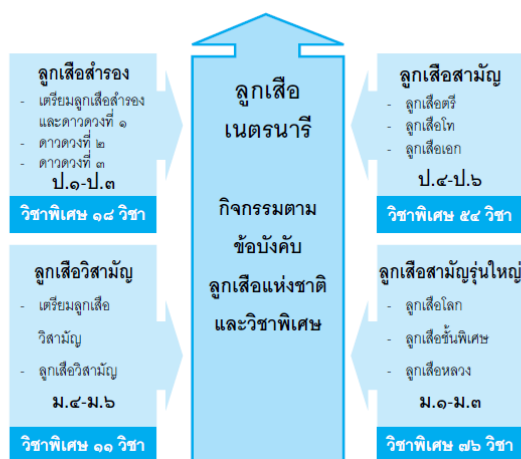 ลูกเสือสำรอง
- เตรียมลูกเสือสำรอง
และดาวดวงที่ ๑
- ดาวดวงที่ ๒
- ดาวดวงที่ ๓
ป.๑-ป.๓
วิชาพิเศษ ๑๘ วิชา
ลูกเสือ
เนตรนารี
กิจกรรมตาม
ข้อบังคับ
ลูกเสือแห่งชาติ
และวิชาพิเศษ
ลูกเสือสามัญ
- ลูกเสือตรี
- ลูกเสือโท
- ลูกเสือเอก
ป.๔-ป.๖
วิชาพิเศษ ๕๔ วิชา
ลูกเสือวิสามัญ
- เตรียมลูกเสือ
วิสามัญ
- ลูกเสือวิสามัญ
ม.๔-ม.๖
วิชาพิเศษ ๑๑ วิชา
ลูกเสือสามัญรุ่นใหญ่
- ลูกเสือโลก
- ลูกเสือชั้นพิเศษ
- ลูกเสือหลวง
ม.๑-ม.๓
วิชาพิเศษ ๗๖ วิชา